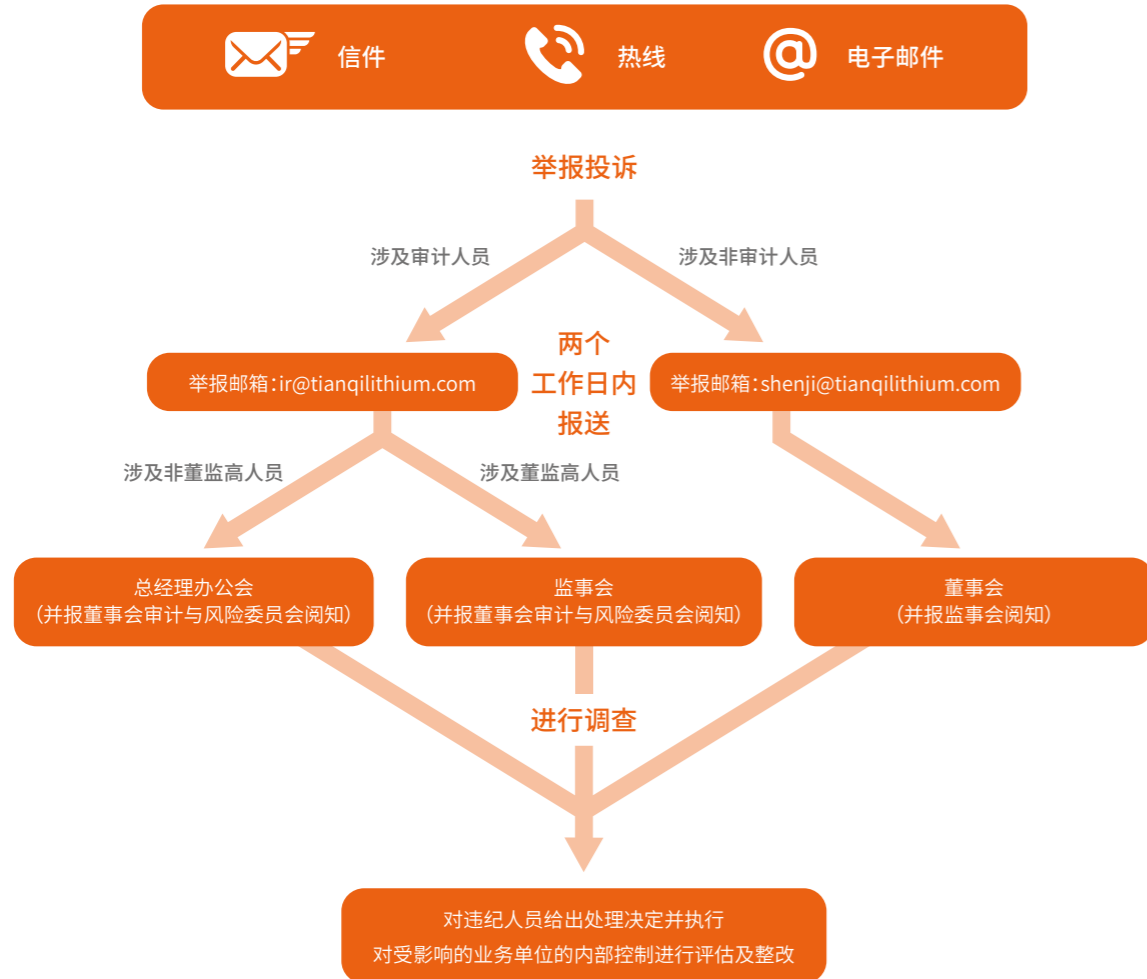 信件
热线
电子邮件
举报投诉
涉及审计人员
涉及非审计人员
举报邮箱：ir@tianqilithium.com
两个
工作日内
报送
举报邮箱：shenji@tianqilithium.com
涉及非董监高人员
涉及董监高人员
总经理办公会
（并报董事会审计与风险委员会阅知）
监事会
（并报董事会审计与风险委员会阅知）
董事会
（并报监事会阅知）
进行调查
对违纪人员给出处理决定并执行
对受影响的业务单位的内部控制进行评估及整改